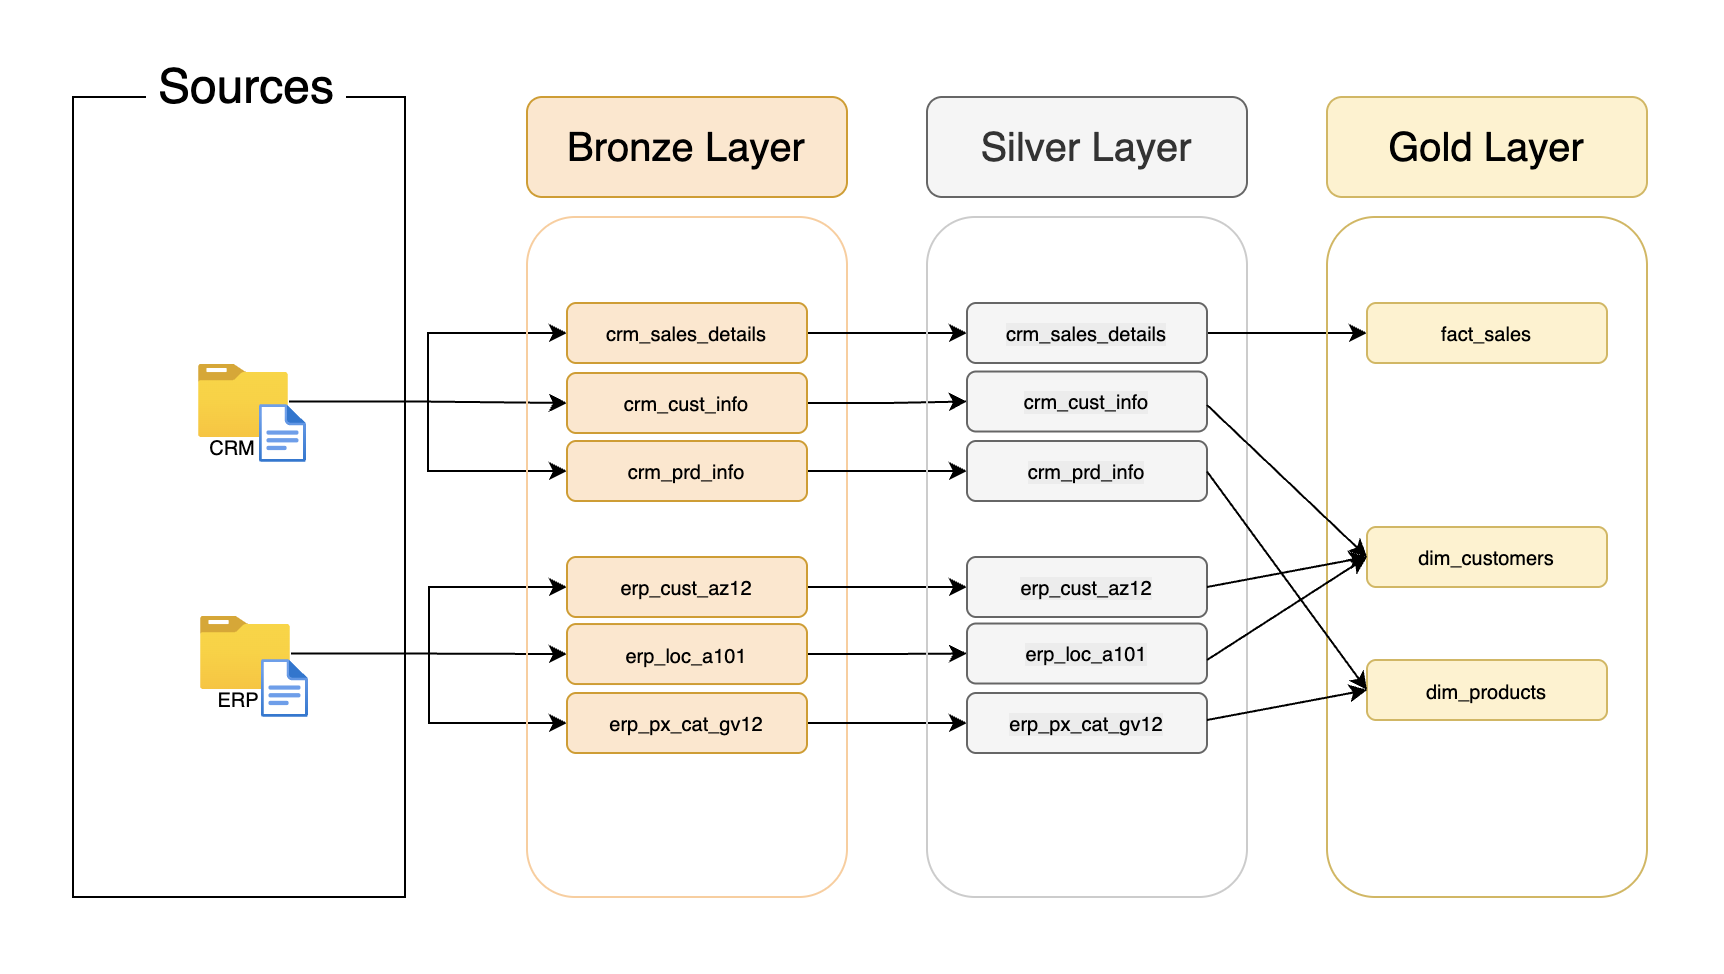 Sources
Bronze Layer
Silver Layer
Gold Layer
crm_sales_details
crm_sales_details
fact_sales
crm_cust_info
crm_cust_info
CRM
crm_prd_info
crm_prd_info
dim_customers
erp_cust_az12
erp_cust_az12
erp_loc_a101
erp_loc_a101
ERP
dim_products
erp_px_cat_gv12
erp_px_cat_gv12